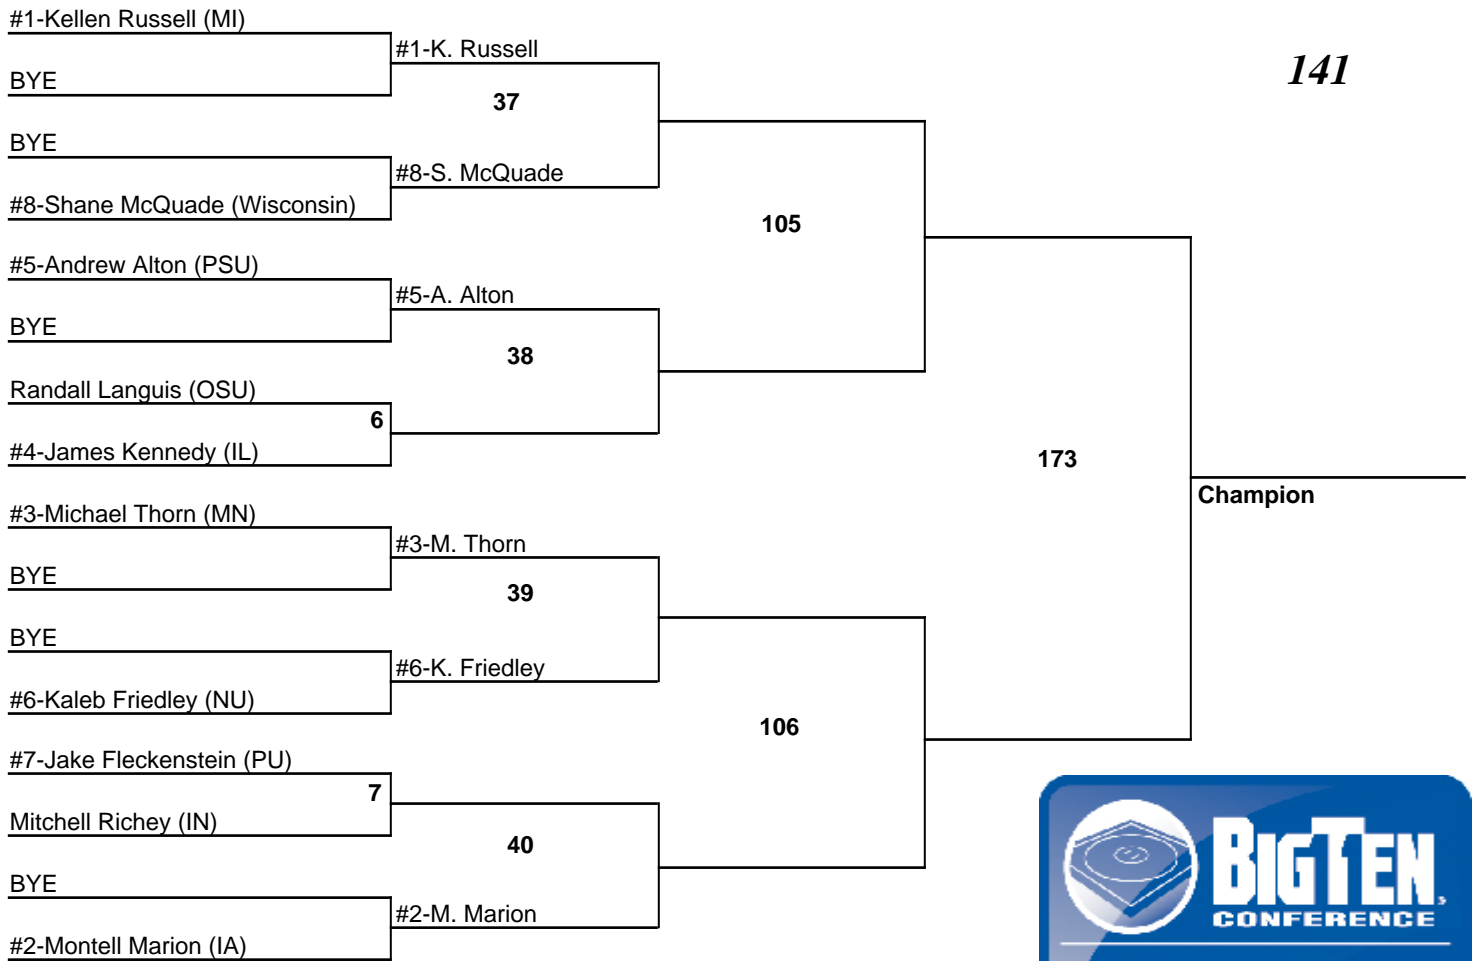 #1-Kellen Russell (MI)
#1-K. Russell
141
BYE
37
BYE
#8-S. McQuade
#8-Shane McQuade (Wisconsin)
105
#5-Andrew Alton (PSU)
#5-A. Alton
BYE
38
Randall Languis (OSU)
6
#4-James Kennedy (IL)
173
Champion
#3-Michael Thorn (MN)
#3-M. Thorn
BYE
39
BYE
#6-K. Friedley
#6-Kaleb Friedley (NU)
106
#7-Jake Fleckenstein (PU)
7
Mitchell Richey (IN)
40
BYE
#2-M. Marion
#2-Montell Marion (IA)
BIGTEN
CONFERENCE